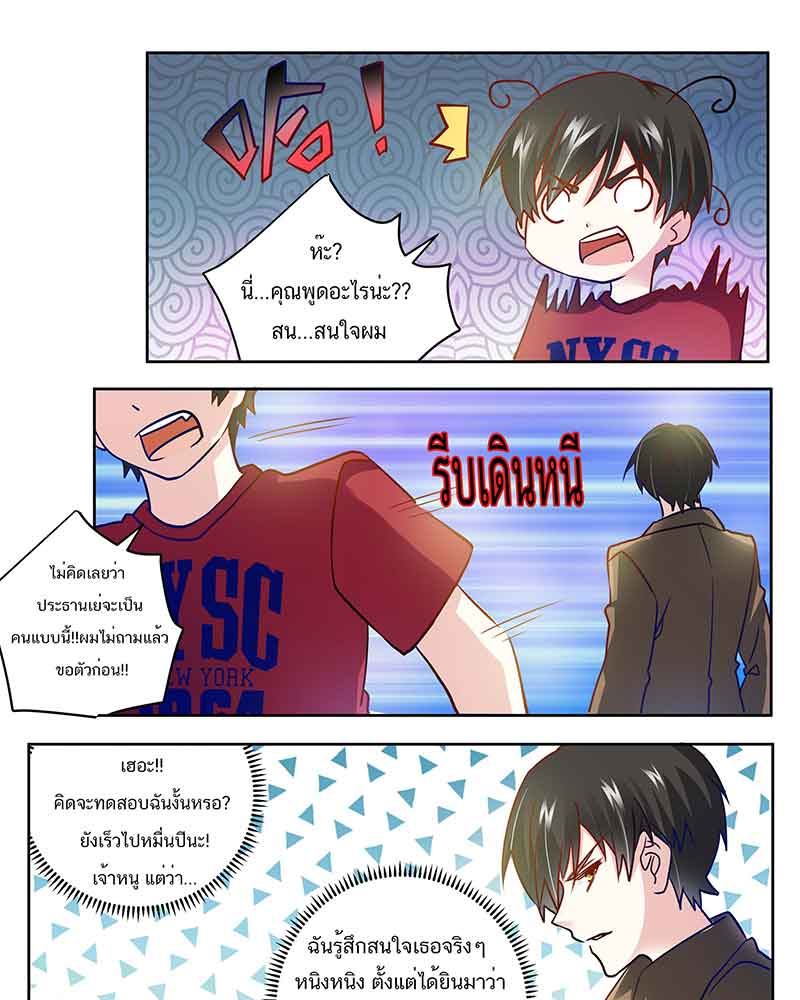 哈!
ห๊ะ?
นี่...คุณพูดอะไรน่ะ??
สน...สนใจผม
NYSC
รีบเดินหนี
ไม่คิดเลยว่า
ประธานเย่จะเป็น
คนแบบนี้!!ผมไม่ถามแล้ว
ขอตัวก่อน!!
NYSC
NEW YORK
1964
เฮอะ!!
คิดจะทดสอบฉันงั้นหรอ?
ยังเร็วไปหมื่นปีนะ!
เจ้าหนู แต่ว่า...
ฉันรู้สึกสนใจเธอจริงๆ
หนิงหนิง ตั้งแต่ได้ยินมาว่า